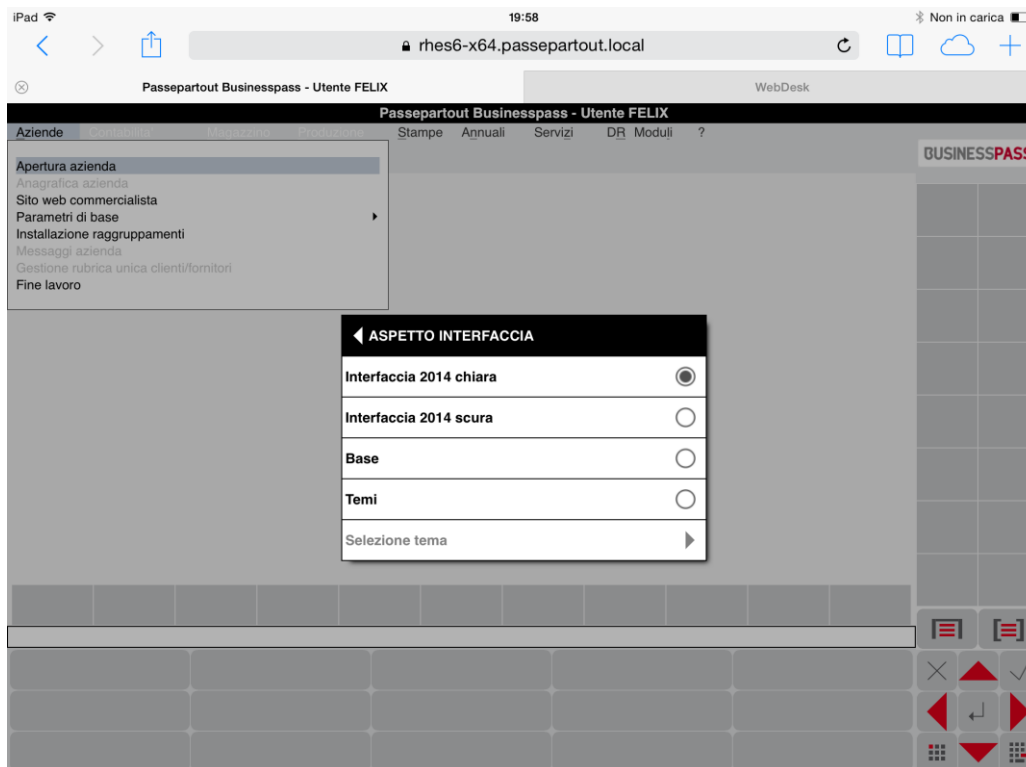 iPad 19:58 Non in carica
rhes6-x64.passepartout.local
Passepartout Businesspass - Utente FELIX WebDesk
Passepartout Businesspass - Utente FELIX
Aziende Contabilita' Magazzino Produzione Stampe Annuali Servizi DR Moduli ?
BUSINESSPASS
Apertura azienda
Anagrafica azienda
Sito web commercialista
Parametri di base
Installazione raggruppamenti
Messaggi azienda
Gestione rubrica unica clienti/fornitori
Fine lavoro
ASPETTO INTERFACCIA
Interfaccia 2014 chiara
Interfaccia 2014 scura
Base
Temi
Selezione tema